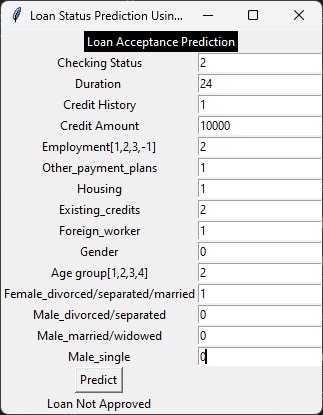 Loan Status Prediction Usin...
Loan Acceptance Prediction
Checking Status 2
Duration 24
Credit History 1
Credit Amount 10000
Employment[1,2,3,-1] 2
Other_payment_plans 1
Housing 1
Existing_credits 2
Foreign_worker 1
Gender 0
Age group[1,2,3,4] 2
Female_divorced/separated/married 1
Male_divorced/separated 0
Male_married/widowed 0
Male_single 0
Predict
Loan Not Approved